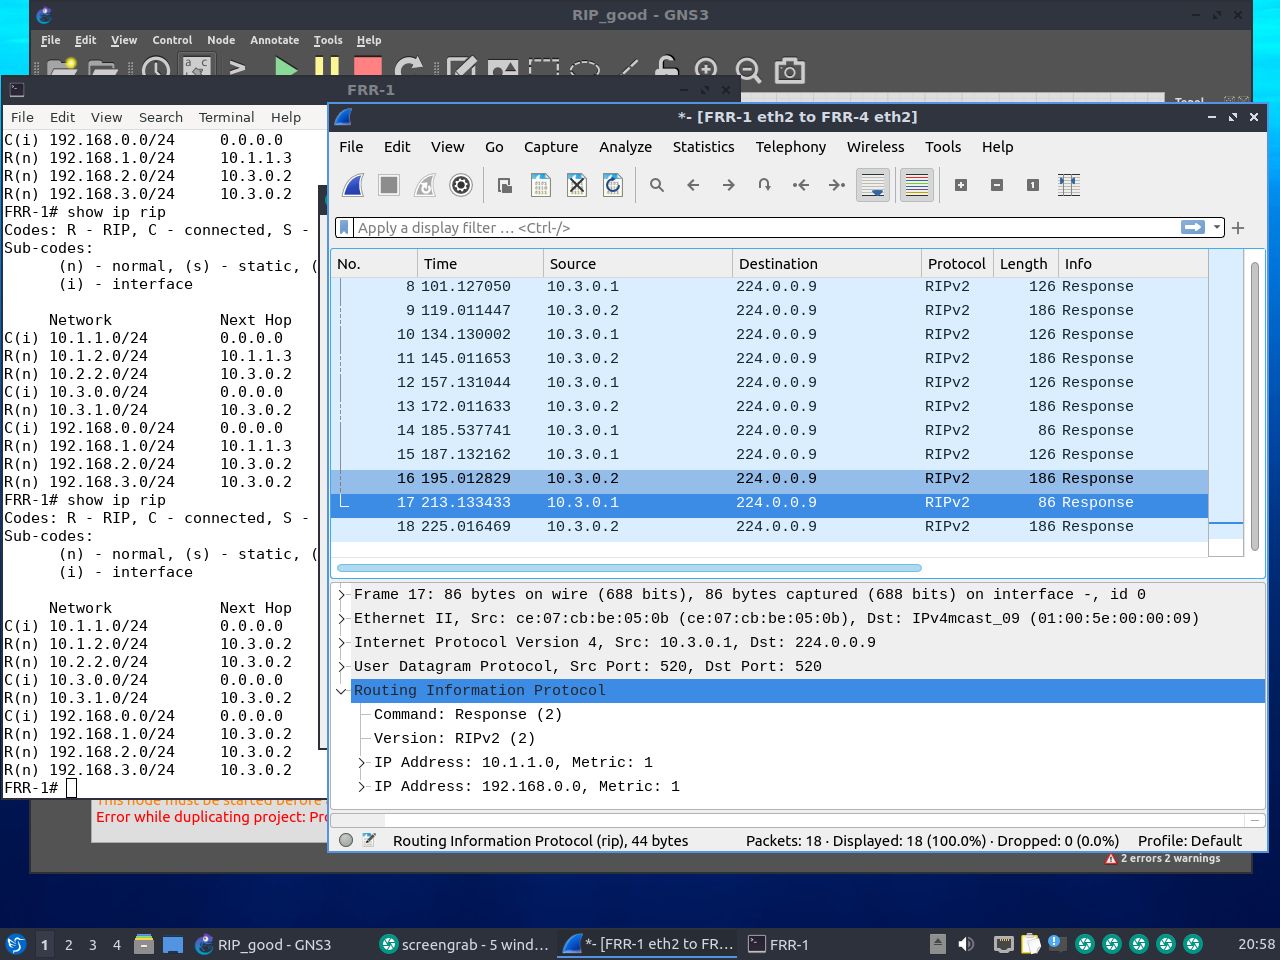 RIP_good - GNS3
File Edit View Control Node Annotate Tools Help
FRR-1
File Edit View Search Terminal Help
C(i) 192.168.0.0/24 0.0.0.0
R(n) 192.168.1.0/24 10.1.1.3
R(n) 192.168.2.0/24 10.3.0.2
R(n) 192.168.3.0/24 10.3.0.2
FRR-1# show ip rip
Codes: R - RIP, C - connected, S -
Sub-codes:
(n) - normal, (s) - static, (
(i) - interface
Network Next Hop
C(i) 10.1.1.0/24 0.0.0.0
R(n) 10.1.2.0/24 10.1.1.3
R(n) 10.2.2.0/24 10.3.0.2
C(i) 10.3.0.0/24 0.0.0.0
R(n) 10.3.1.0/24 10.3.0.2
C(i) 192.168.0.0/24 0.0.0.0
R(n) 192.168.1.0/24 10.1.1.3
R(n) 192.168.2.0/24 10.3.0.2
R(n) 192.168.3.0/24 10.3.0.2
FRR-1# show ip rip
Codes: R - RIP, C - connected, S -
Sub-codes:
(n) - normal, (s) - static, (
(i) - interface
Network Next Hop
C(i) 10.1.1.0/24 0.0.0.0
R(n) 10.1.2.0/24 10.3.0.2
R(n) 10.2.2.0/24 10.3.0.2
C(i) 10.3.0.0/24 0.0.0.0
R(n) 10.3.1.0/24 10.3.0.2
C(i) 192.168.0.0/24 0.0.0.0
R(n) 192.168.1.0/24 10.3.0.2
R(n) 192.168.2.0/24 10.3.0.2
R(n) 192.168.3.0/24 10.3.0.2
FRR-1#
This node must be started before
Error while duplicating project: Pro
*- [FRR-1 eth2 to FRR-4 eth2]
File Edit View Go Capture Analyze Statistics Telephony Wireless Tools Help
Apply a display filter … <Ctrl-/>
No. Time Source Destination Protocol Length Info
8 101.127050 10.3.0.1 224.0.0.9 RIPv2 126 Response
9 119.011447 10.3.0.2 224.0.0.9 RIPv2 186 Response
10 134.130002 10.3.0.1 224.0.0.9 RIPv2 126 Response
11 145.011653 10.3.0.2 224.0.0.9 RIPv2 186 Response
12 157.131044 10.3.0.1 224.0.0.9 RIPv2 126 Response
13 172.011633 10.3.0.2 224.0.0.9 RIPv2 186 Response
14 185.537741 10.3.0.1 224.0.0.9 RIPv2 86 Response
15 187.132162 10.3.0.1 224.0.0.9 RIPv2 126 Response
16 195.012829 10.3.0.2 224.0.0.9 RIPv2 186 Response
17 213.133433 10.3.0.1 224.0.0.9 RIPv2 86 Response
18 225.016469 10.3.0.2 224.0.0.9 RIPv2 186 Response
Frame 17: 86 bytes on wire (688 bits), 86 bytes captured (688 bits) on interface -, id 0
Ethernet II, Src: ce:07:cb:be:05:0b (ce:07:cb:be:05:0b), Dst: IPv4mcast_09 (01:00:5e:00:00:09)
Internet Protocol Version 4, Src: 10.3.0.1, Dst: 224.0.0.9
User Datagram Protocol, Src Port: 520, Dst Port: 520
Routing Information Protocol
Command: Response (2)
Version: RIPv2 (2)
IP Address: 10.1.1.0, Metric: 1
IP Address: 192.168.0.0, Metric: 1
Routing Information Protocol (rip), 44 bytes Packets: 18 · Displayed: 18 (100.0%) · Dropped: 0 (0.0%) Profile: Default
2 errors 2 warnings
1 2 3 4 RIP_good - GNS3 screengrab - 5 wind... *- [FRR-1 eth2 to FR... FRR-1 20:58